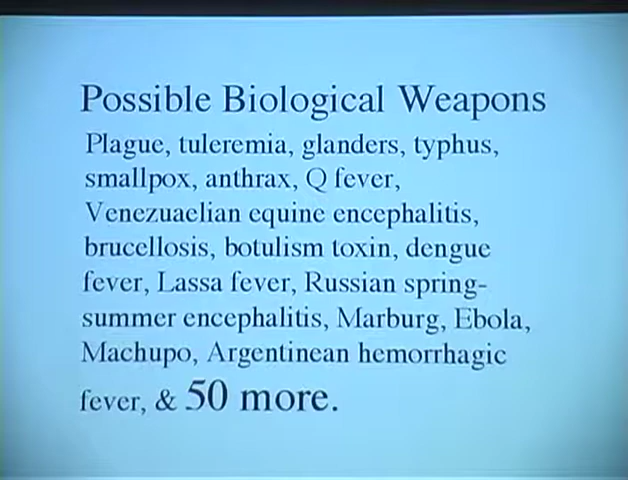 Possible Biological Weapons
Plague, tuleremia, glanders, typhus,
smallpox, anthrax, Q fever,
Venezuaelian equine encephalitis,
brucellosis, botulism toxin, dengue
fever, Lassa fever, Russian spring-
summer encephalitis, Marburg, Ebola,
Machupo, Argentinean hemorrhagic
fever, & 50 more.